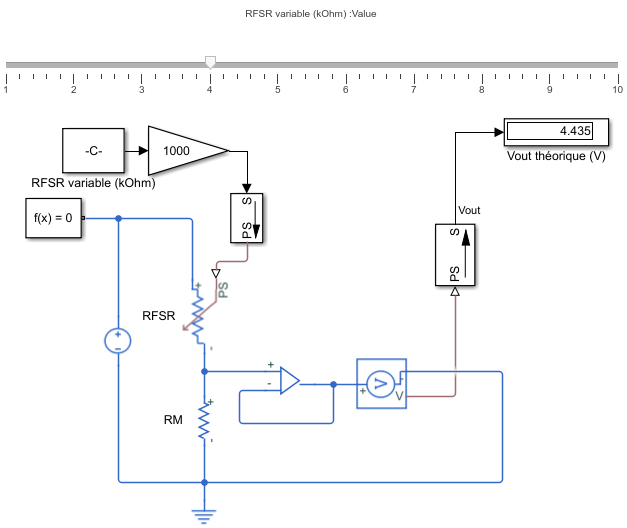 RFSR variable (kOhm) :Value
1 2 3 4 5 6 7 8 9 10
-C-
1000
4.435
RFSR variable (kOhm)
Vout théorique (V)
f(x) = 0
S
PS
Vout
S
PS
PS
+
RFSR
-
+
-
+
-
+
V
-
V
RM
+
-